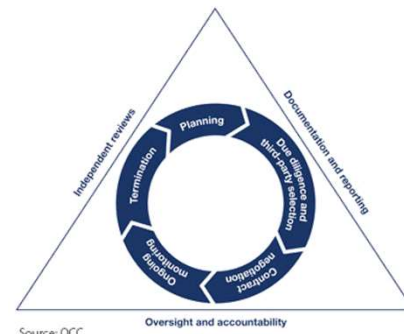 Independent reviews
Documentation and reporting
Planning
Due diligence and
third-party selection
Contract
negotiation
Ongoing
monitoring
Termination
Oversight and accountability
Source: OCC